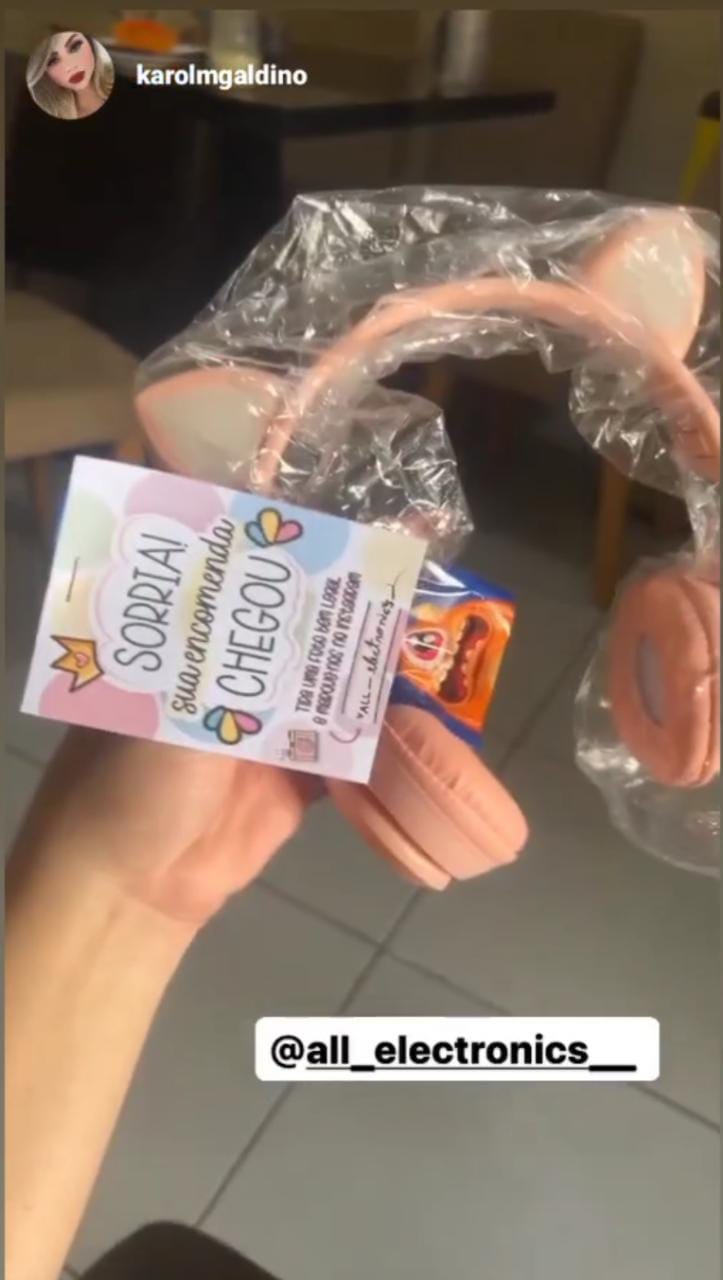 karolmgaldino
SORRIA!
sua encomenda
CHEGOU
TIRA UMA FOTO BEM LEGAL
E MARQUE-NOS NO INSTAGRAM
@all_electronics__